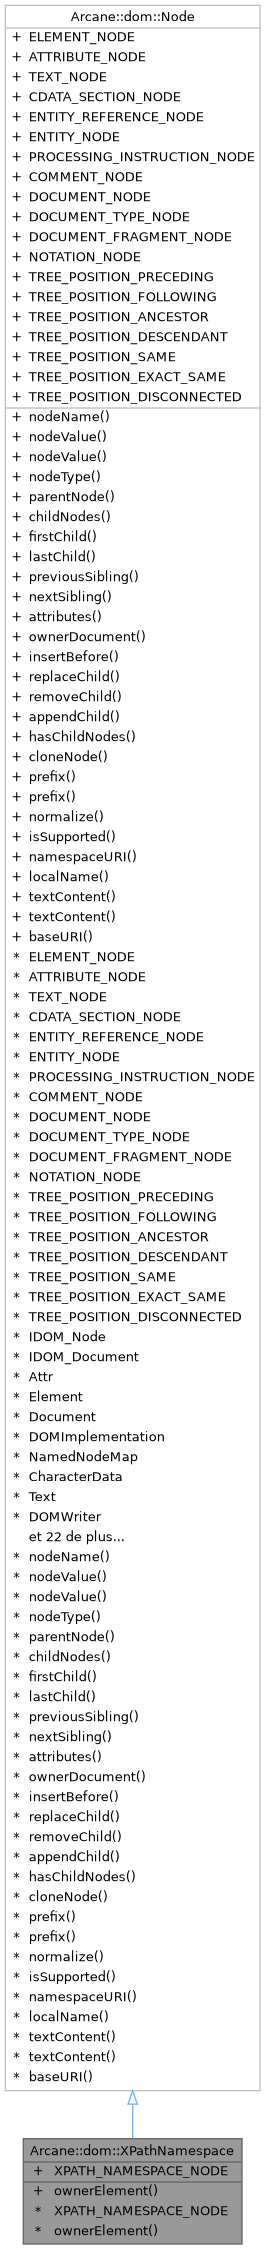 Arcane::dom::Node
+ ELEMENT_NODE
+ ATTRIBUTE_NODE
+ TEXT_NODE
+ CDATA_SECTION_NODE
+ ENTITY_REFERENCE_NODE
+ ENTITY_NODE
+ PROCESSING_INSTRUCTION_NODE
+ COMMENT_NODE
+ DOCUMENT_NODE
+ DOCUMENT_TYPE_NODE
+ DOCUMENT_FRAGMENT_NODE
+ NOTATION_NODE
+ TREE_POSITION_PRECEDING
+ TREE_POSITION_FOLLOWING
+ TREE_POSITION_ANCESTOR
+ TREE_POSITION_DESCENDANT
+ TREE_POSITION_SAME
+ TREE_POSITION_EXACT_SAME
+ TREE_POSITION_DISCONNECTED
+ nodeName()
+ nodeValue()
+ nodeValue()
+ nodeType()
+ parentNode()
+ childNodes()
+ firstChild()
+ lastChild()
+ previousSibling()
+ nextSibling()
+ attributes()
+ ownerDocument()
+ insertBefore()
+ replaceChild()
+ removeChild()
+ appendChild()
+ hasChildNodes()
+ cloneNode()
+ prefix()
+ prefix()
+ normalize()
+ isSupported()
+ namespaceURI()
+ localName()
+ textContent()
+ textContent()
+ baseURI()
* ELEMENT_NODE
* ATTRIBUTE_NODE
* TEXT_NODE
* CDATA_SECTION_NODE
* ENTITY_REFERENCE_NODE
* ENTITY_NODE
* PROCESSING_INSTRUCTION_NODE
* COMMENT_NODE
* DOCUMENT_NODE
* DOCUMENT_TYPE_NODE
* DOCUMENT_FRAGMENT_NODE
* NOTATION_NODE
* TREE_POSITION_PRECEDING
* TREE_POSITION_FOLLOWING
* TREE_POSITION_ANCESTOR
* TREE_POSITION_DESCENDANT
* TREE_POSITION_SAME
* TREE_POSITION_EXACT_SAME
* TREE_POSITION_DISCONNECTED
* IDOM_Node
* IDOM_Document
* Attr
* Element
* Document
* DOMImplementation
* NamedNodeMap
* CharacterData
* Text
* DOMWriter
et 22 de plus...
* nodeName()
* nodeValue()
* nodeValue()
* nodeType()
* parentNode()
* childNodes()
* firstChild()
* lastChild()
* previousSibling()
* nextSibling()
* attributes()
* ownerDocument()
* insertBefore()
* replaceChild()
* removeChild()
* appendChild()
* hasChildNodes()
* cloneNode()
* prefix()
* prefix()
* normalize()
* isSupported()
* namespaceURI()
* localName()
* textContent()
* textContent()
* baseURI()
Arcane::dom::XPathNamespace
+ XPATH_NAMESPACE_NODE
+ ownerElement()
* XPATH_NAMESPACE_NODE
* ownerElement()